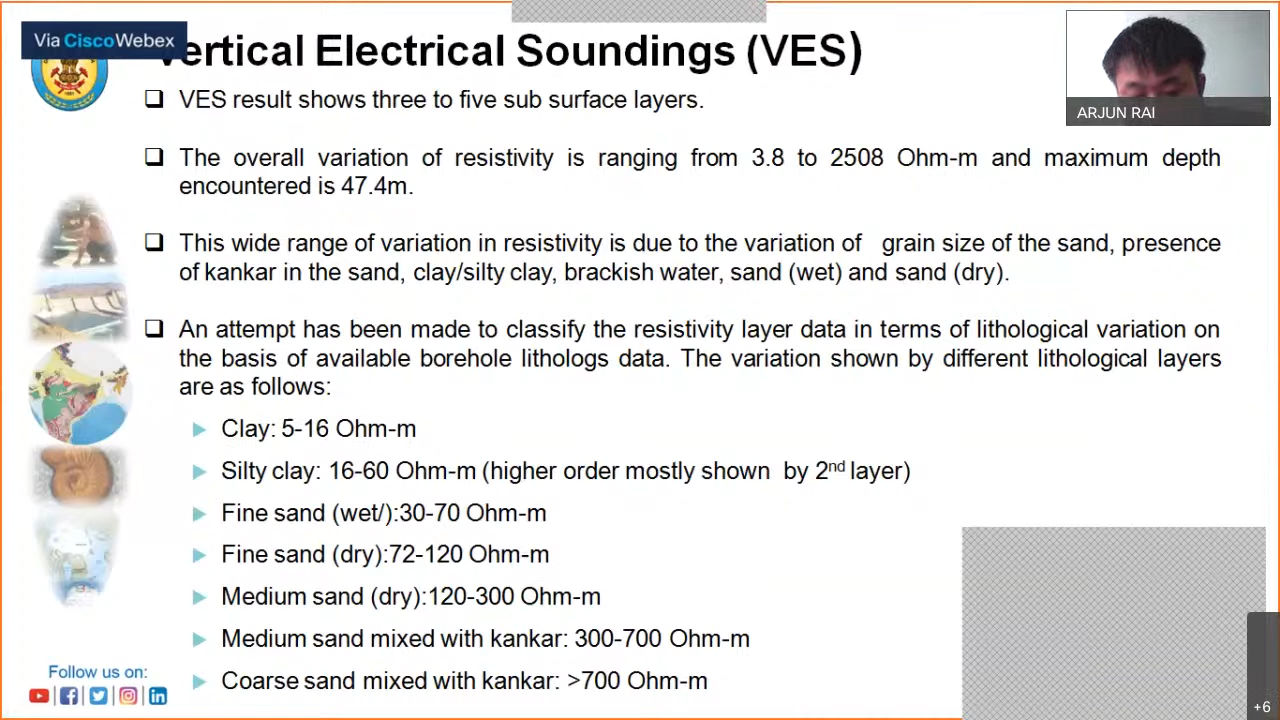 Via Cisco Webex
Vertical Electrical Soundings (VES)
ARJUN RAI
❑ VES result shows three to five sub surface layers.
❑ The overall variation of resistivity is ranging from 3.8 to 2508 Ohm-m and maximum depth
encountered is 47.4m.
❑ This wide range of variation in resistivity is due to the variation of grain size of the sand, presence
of kankar in the sand, clay/silty clay, brackish water, sand (wet) and sand (dry).
❑ An attempt has been made to classify the resistivity layer data in terms of lithological variation on
the basis of available borehole lithologs data. The variation shown by different lithological layers
are as follows:
Clay: 5-16 Ohm-m
Silty clay: 16-60 Ohm-m (higher order mostly shown by 2nd layer)
Fine sand (wet/):30-70 Ohm-m
Fine sand (dry):72-120 Ohm-m
Medium sand (dry):120-300 Ohm-m
Medium sand mixed with kankar: 300-700 Ohm-m
Coarse sand mixed with kankar: >700 Ohm-m
Follow us on:
+6